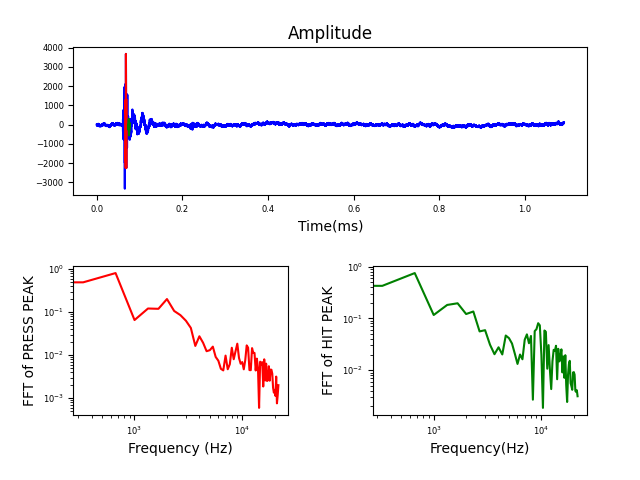 Amplitude
4000
3000
2000
1000
0
−1000
−2000
−3000
0.0 0.2 0.4 0.6 0.8 1.0
Time(ms)
FFT of PRESS PEAK
10⁰
10⁻¹
10⁻²
10⁻³
10³ 10⁴
Frequency (Hz)
FFT of HIT PEAK
10⁰
10⁻¹
10⁻²
10³ 10⁴
Frequency(Hz)